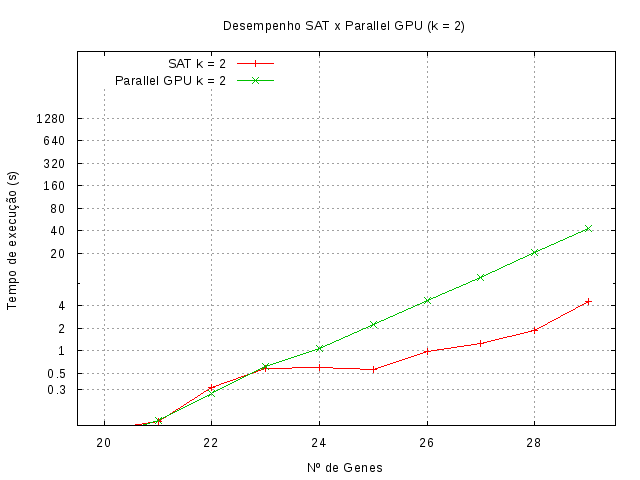 Desempenho SAT x Parallel GPU (k = 2)
SAT k = 2
Parallel GPU k = 2
1280
640
320
160
80
40
20
4
2
1
0.5
0.3
Tempo de execução (s)
20 22 24 26 28
Nº de Genes